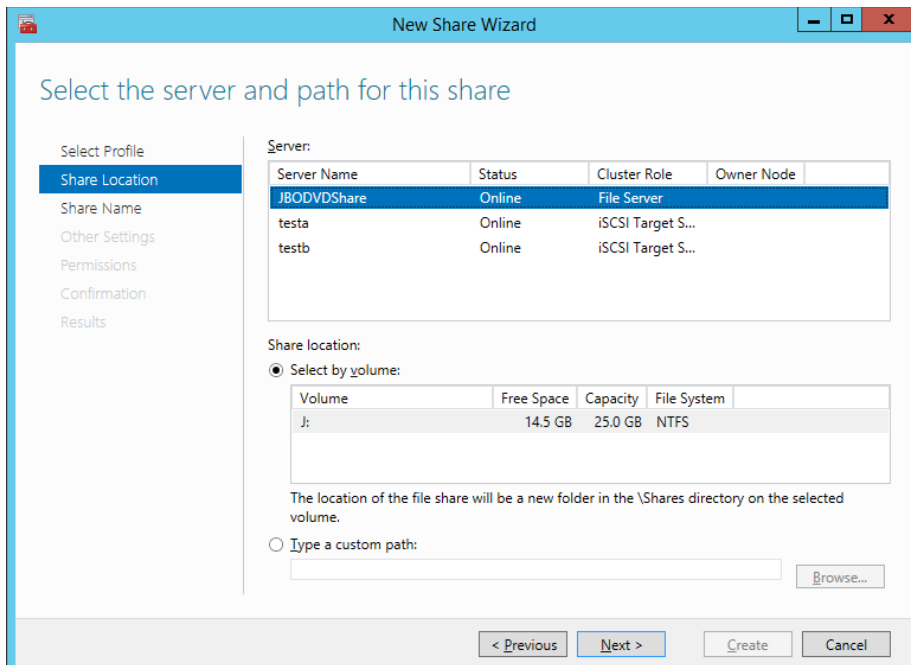 New Share Wizard
Select the server and path for this share
Select Profile
Share Location
Share Name
Other Settings
Permissions
Confirmation
Results
Server:
Server Name Status Cluster Role Owner Node
JBODVDShare Online File Server
testa Online iSCSI Target S...
testb Online iSCSI Target S...
Share location:
Select by volume:
Volume Free Space Capacity File System
J: 14.5 GB 25.0 GB NTFS
The location of the file share will be a new folder in the \Shares directory on the selected
volume.
Type a custom path:
Browse...
< Previous Next > Create Cancel